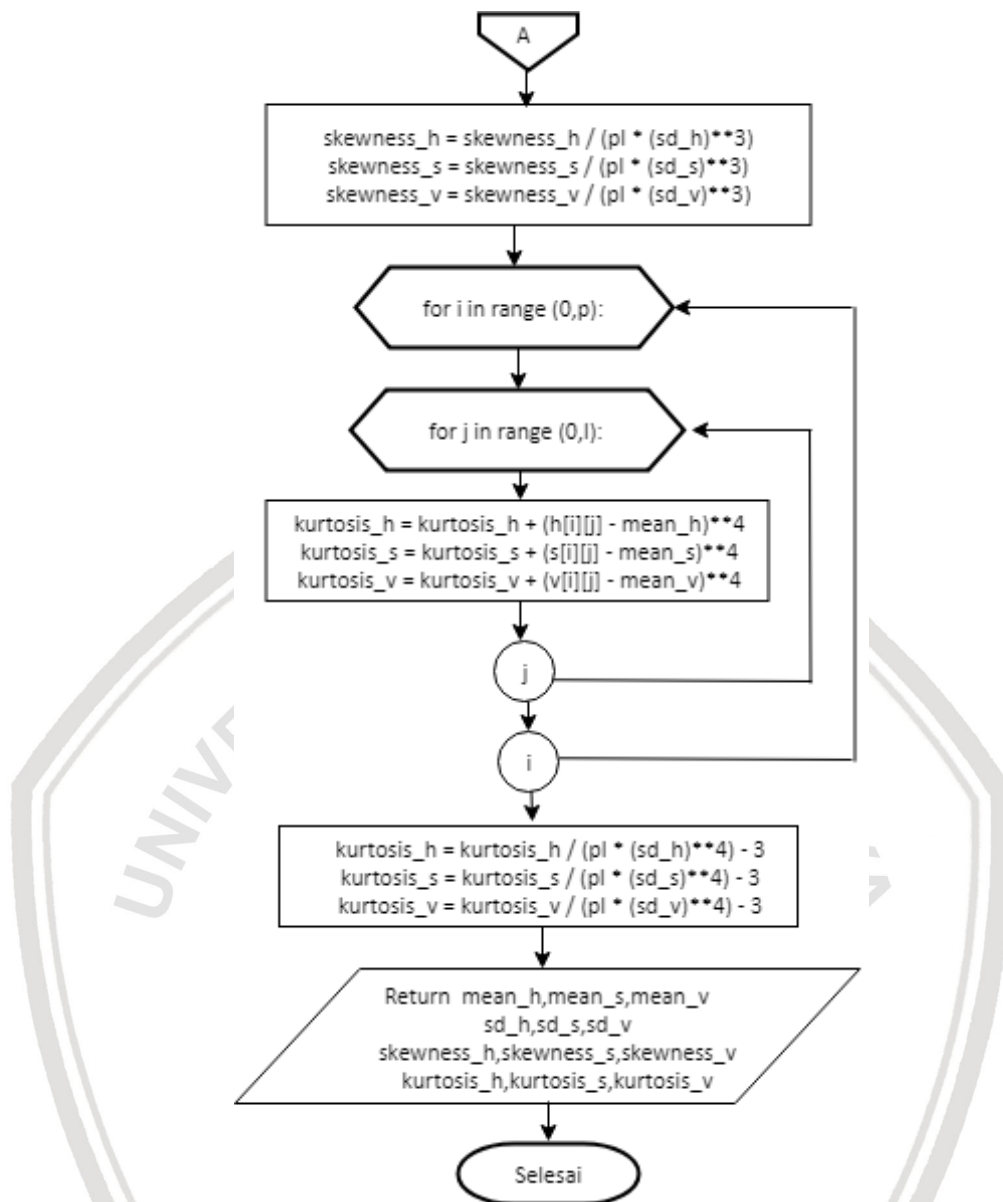 A
skewness_h = skewness_h / (pl * (sd_h)**3)
skewness_s = skewness_s / (pl * (sd_s)**3)
skewness_v = skewness_v / (pl * (sd_v)**3)
for i in range (0,p):
for j in range (0,l):
kurtosis_h = kurtosis_h + (h[i][j] - mean_h)**4
kurtosis_s = kurtosis_s + (s[i][j] - mean_s)**4
kurtosis_v = kurtosis_v + (v[i][j] - mean_v)**4
j
i
kurtosis_h = kurtosis_h / (pl * (sd_h)**4) - 3
kurtosis_s = kurtosis_s / (pl * (sd_s)**4) - 3
kurtosis_v = kurtosis_v / (pl * (sd_v)**4) - 3
Return mean_h,mean_s,mean_v
sd_h,sd_s,sd_v
skewness_h,skewness_s,skewness_v
kurtosis_h,kurtosis_s,kurtosis_v
Selesai